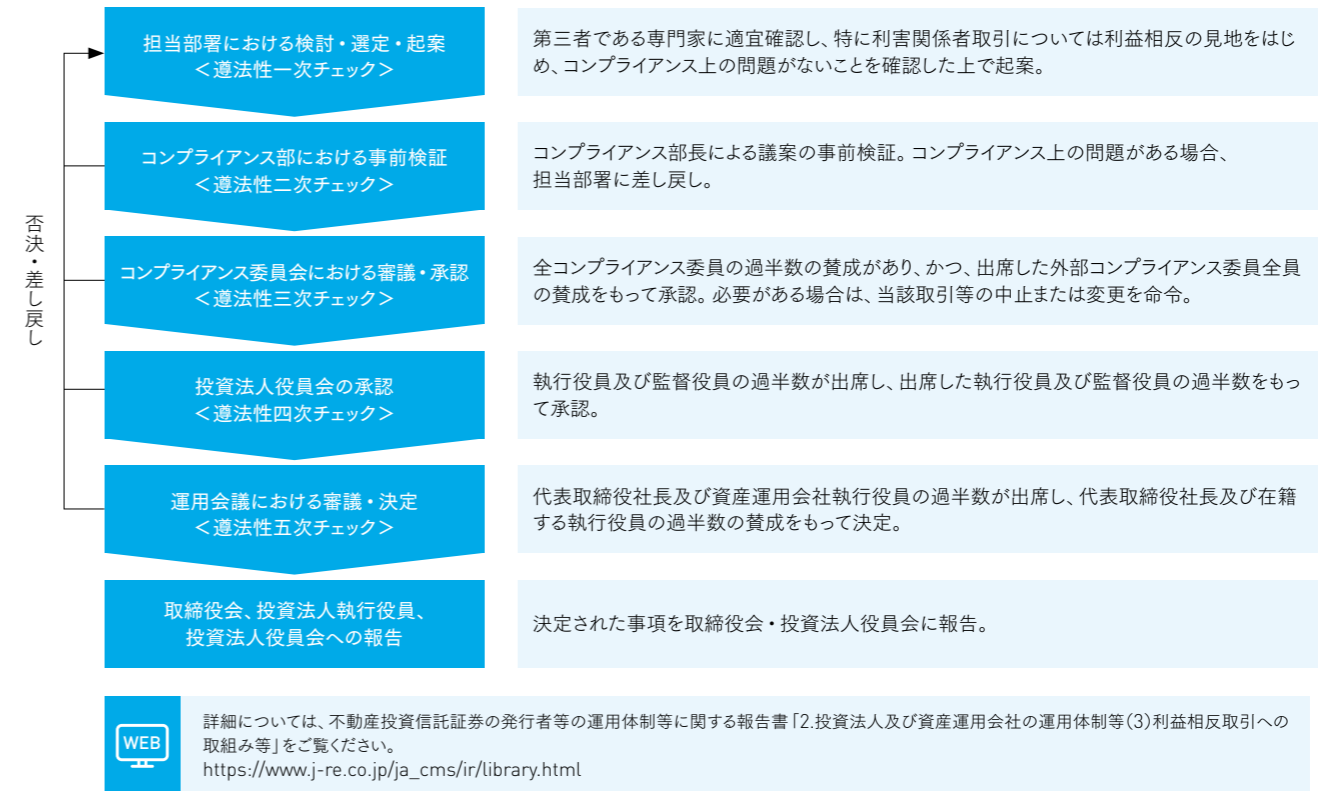 否決・差し戻し
担当部署における検討・選定・起案
＜遵法性一次チェック＞
第三者である専門家に適宜確認し、特に利害関係者取引については利益相反の見地をはじ
め、コンプライアンス上の問題がないことを確認した上で起案。
コンプライアンス部における事前検証
＜遵法性二次チェック＞
コンプライアンス部長による議案の事前検証。コンプライアンス上の問題がある場合、
担当部署に差し戻し。
コンプライアンス委員会における審議・承認
＜遵法性三次チェック＞
全コンプライアンス委員の過半数の賛成があり、かつ、出席した外部コンプライアンス委員全員
の賛成をもって承認。必要がある場合は、当該取引等の中止または変更を命令。
投資法人役員会の承認
＜遵法性四次チェック＞
執行役員及び監督役員の過半数が出席し、出席した執行役員及び監督役員の過半数をもっ
て承認。
運用会議における審議・決定
＜遵法性五次チェック＞
代表取締役社長及び資産運用会社執行役員の過半数が出席し、代表取締役社長及び在籍
する執行役員の過半数の賛成をもって決定。
取締役会、投資法人執行役員、
投資法人役員会への報告
決定された事項を取締役会・投資法人役員会に報告。
WEB
詳細については、不動産投資信託証券の発行者等の運用体制等に関する報告書「2.投資法人及び資産運用会社の運用体制等(3)利益相反取引への
取組み等」をご覧ください。
https://www.j-re.co.jp/ja_cms/ir/library.html